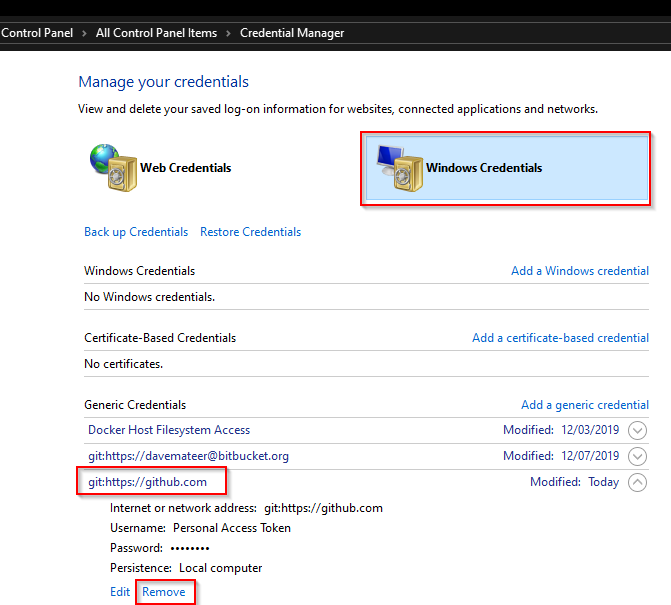 Control Panel > All Control Panel Items > Credential Manager
Manage your credentials
View and delete your saved log-on information for websites, connected applications and networks.
Web Credentials Windows Credentials
Back up Credentials Restore Credentials
Windows Credentials Add a Windows credential
No Windows credentials.
Certificate-Based Credentials Add a certificate-based credential
No certificates.
Generic Credentials Add a generic credential
Docker Host Filesystem Access Modified: 12/03/2019
git:https://davemateer@bitbucket.org Modified: 12/07/2019
git:https://github.com Modified: Today
Internet or network address: git:https://github.com
Username: Personal Access Token
Password: ••••••••
Persistence: Local computer
Edit Remove